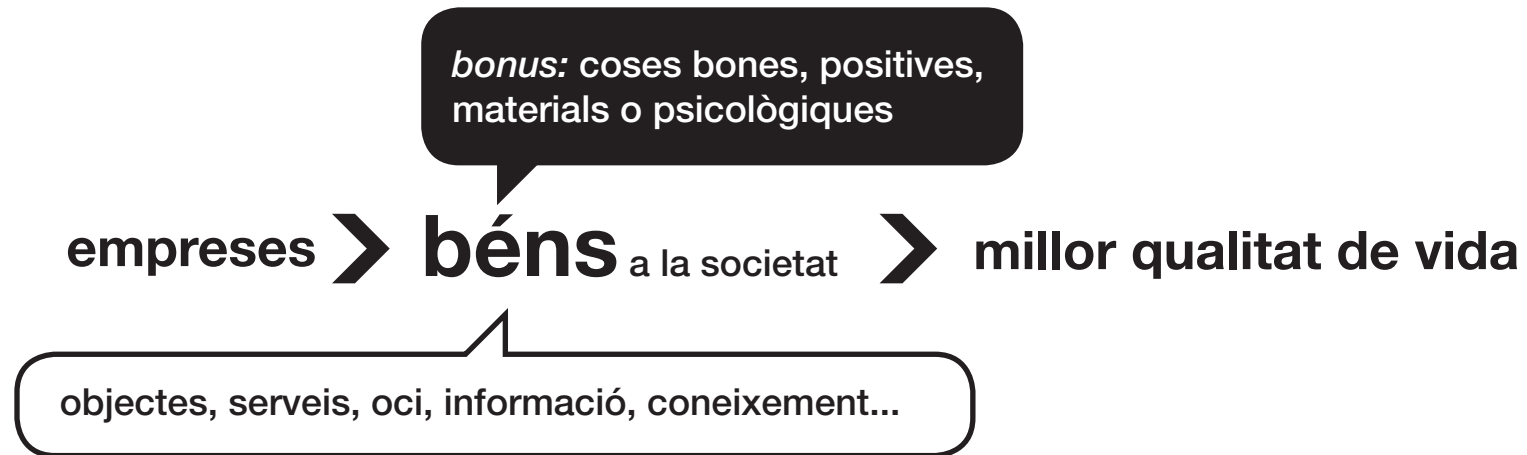 bonus: coses bones, positives,
materials o psicològiques
empreses > béns a la societat > millor qualitat de vida
objectes, serveis, oci, informació, coneixement...